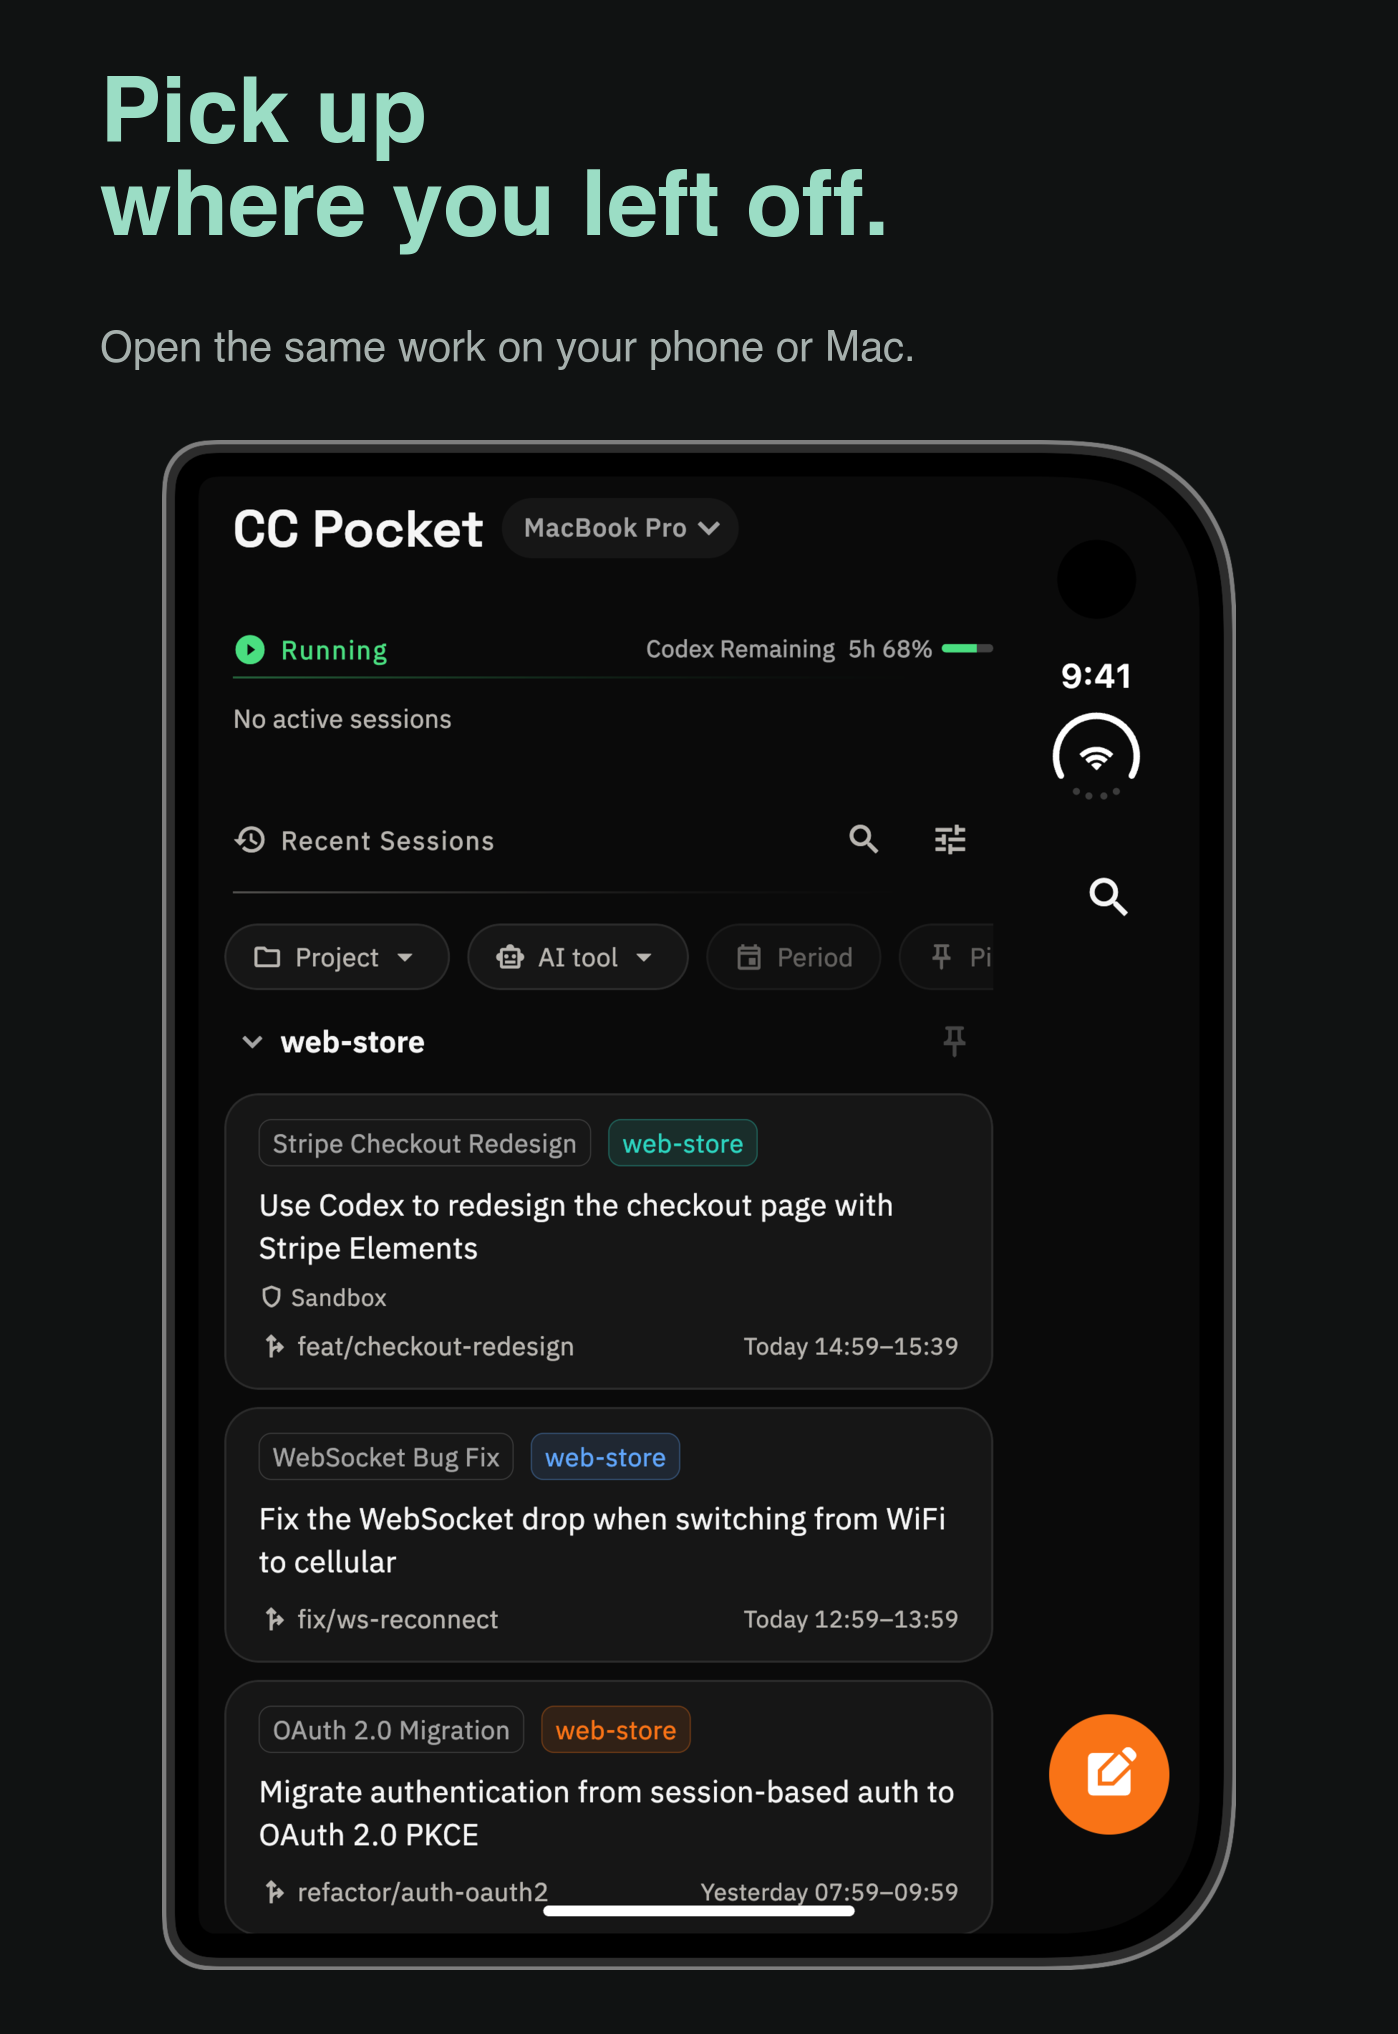 Pick up
where you left off.
Open the same work on your phone or Mac.
CC Pocket MacBook Pro
Running Codex Remaining 5h 68%
9:41
No active sessions
Recent Sessions
Project AI tool Period Pi
web-store
Stripe Checkout Redesign web-store
Use Codex to redesign the checkout page with
Stripe Elements
Sandbox
feat/checkout-redesign Today 14:59–15:39
WebSocket Bug Fix web-store
Fix the WebSocket drop when switching from WiFi
to cellular
fix/ws-reconnect Today 12:59–13:59
OAuth 2.0 Migration web-store
Migrate authentication from session-based auth to
OAuth 2.0 PKCE
refactor/auth-oauth2 Yesterday 07:59–09:59